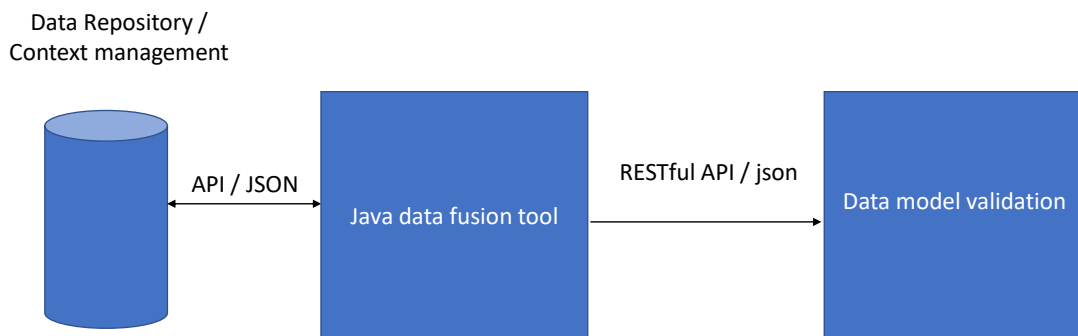 Data Repository /
Context management
API / JSON
Java data fusion tool
RESTful API / json
Data model validation